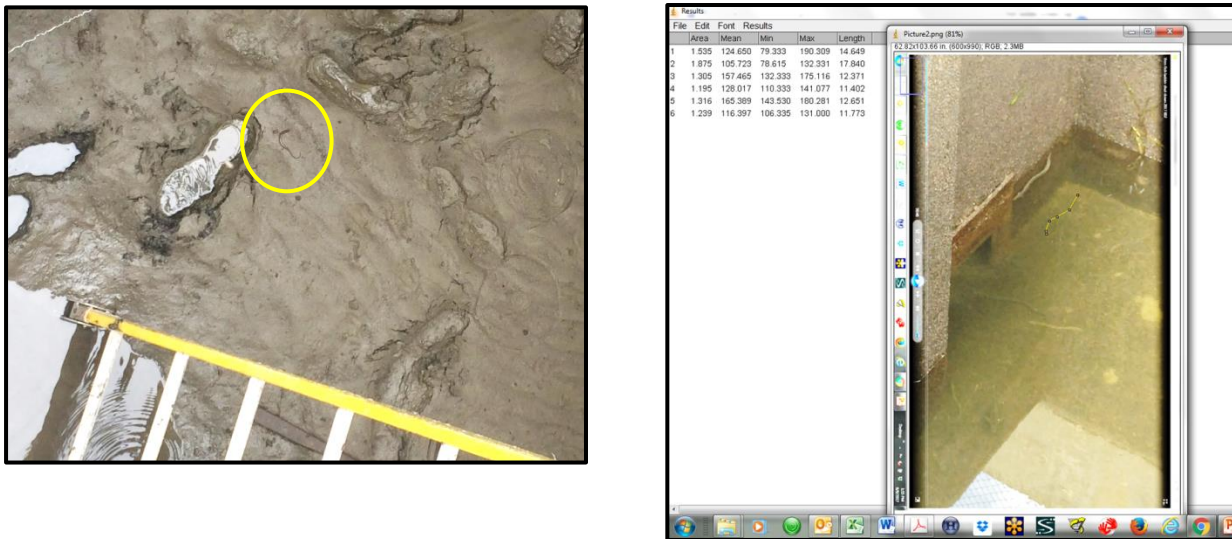 Results
File Edit Font Results
Area Mean Min Max Length
1 1.535 124.650 79.333 190.309 14.649
2 1.875 105.723 78.615 132.331 17.840
3 1.305 157.465 132.333 175.116 12.371
4 1.195 128.017 110.333 141.077 11.402
5 1.316 165.389 143.530 180.281 12.651
6 1.239 116.397 106.335 131.000 11.773
Picture2.png (81%)
62.82x103.66 in (600x990); RGB; 2.3MB